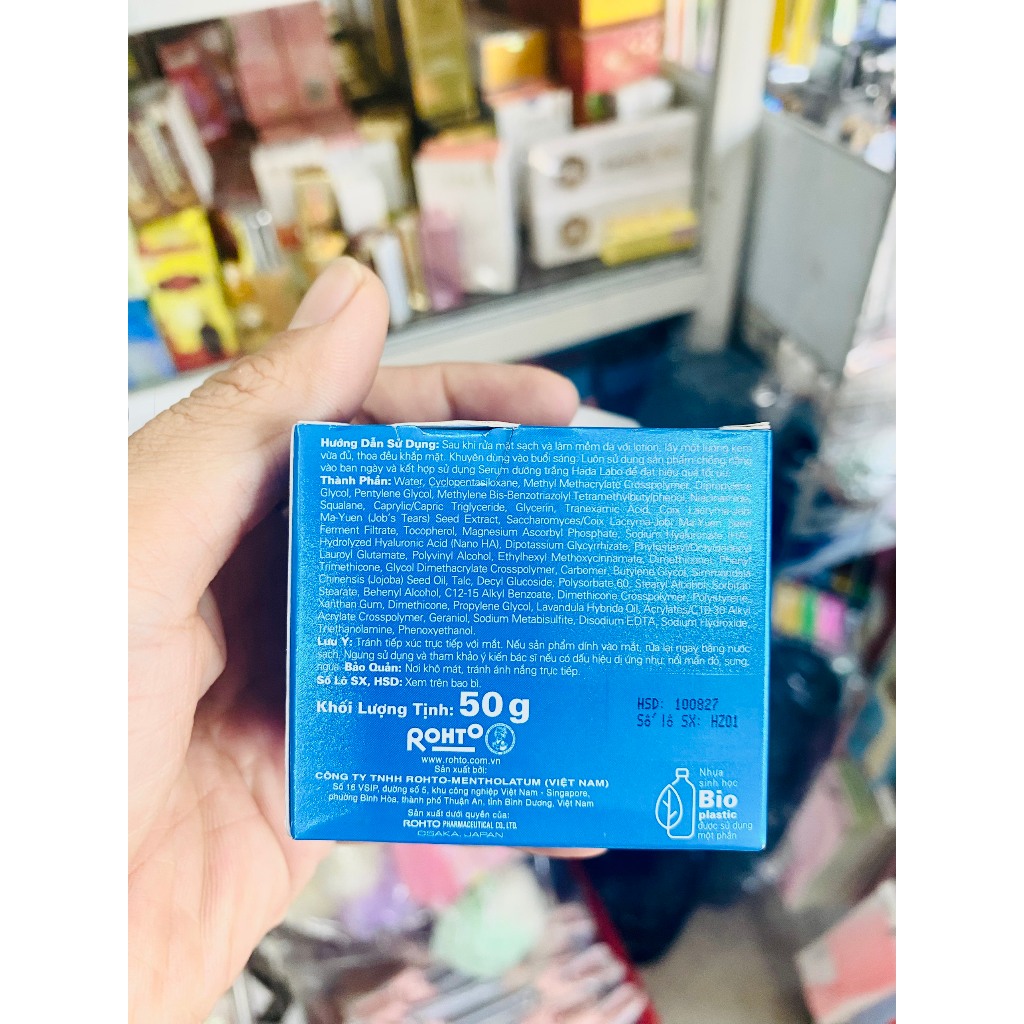 Hướng Dẫn Sử Dụng: Sau khi rửa mặt sạch và làm mềm da với lotion, lấy một lượng kem
vừa đủ, thoa đều khắp mặt. Khuyên dùng vào buổi sáng. Luôn sử dụng sản phẩm chống nắng
vào ban ngày và kết hợp sử dụng Serum dưỡng trắng Hada Labo để đạt hiệu quả tối ưu.
Thành Phần: Water, Cyclopentasiloxane, Methyl Methacrylate Crosspolymer, Dipropylene
Glycol, Pentylene Glycol, Methylene Bis-Benzotriazolyl Tetramethylbutylphenol, Niacinamide,
Squalane, Caprylic/Capric Triglyceride, Glycerin, Tranexamic Acid, Coix Lacryma-Jobi
Ma-Yuen (Job's Tears) Seed Extract, Saccharomyces/Coix Lacryma-Jobi Ma-Yuen Seed
Ferment Filtrate, Tocopherol, Magnesium Ascorbyl Phosphate, Sodium Hyaluronate (HA),
Hydrolyzed Hyaluronic Acid (Nano HA), Dipotassium Glycyrrhizate, Phytosteryl/Octyldodecyl
Lauroyl Glutamate, Polyvinyl Alcohol, Ethylhexyl Methoxycinnamate, Dimethiconol, Phenyl
Trimethicone, Glycol Dimethacrylate Crosspolymer, Carbomer, Butylene Glycol, Simmondsia
Chinensis (Jojoba) Seed Oil, Talc, Decyl Glucoside, Polysorbate 60, Stearyl Alcohol, Sorbitan
Stearate, Behenyl Alcohol, C12-15 Alkyl Benzoate, Dimethicone Crosspolymer, Polystyrene,
Xanthan Gum, Dimethicone, Propylene Glycol, Lavandula Hybrida Oil, Acrylates/C10-30 Alkyl
Acrylate Crosspolymer, Geraniol, Sodium Metabisulfite, Disodium EDTA, Sodium Hydroxide,
Triethanolamine, Phenoxyethanol.
Lưu Ý: Tránh tiếp xúc trực tiếp với mắt. Nếu sản phẩm dính vào mắt, rửa lại ngay bằng nước
sạch. Ngưng sử dụng và tham khảo ý kiến bác sĩ nếu có dấu hiệu dị ứng như: nổi mẩn đỏ, sưng,
ngứa. Bảo Quản: Nơi khô mát, tránh ánh nắng trực tiếp.
Số Lô SX, HSD: Xem trên bao bì.
Khối Lượng Tịnh: 50 g
HSD: 100827
Số lô SX: HZ01
ROHTO
www.rohto.com.vn
Sản xuất bởi:
CÔNG TY TNHH ROHTO-MENTHOLATUM (VIỆT NAM)
Số 16 VSIP, đường số 5, khu công nghiệp Việt Nam - Singapore,
phường Bình Hòa, thành phố Thuận An, tỉnh Bình Dương, Việt Nam
Sản xuất dưới quyền của:
ROHTO PHARMACEUTICAL CO., LTD.
OSAKA, JAPAN
Nhựa
sinh học
Bio
plastic
được sử dụng
một phần